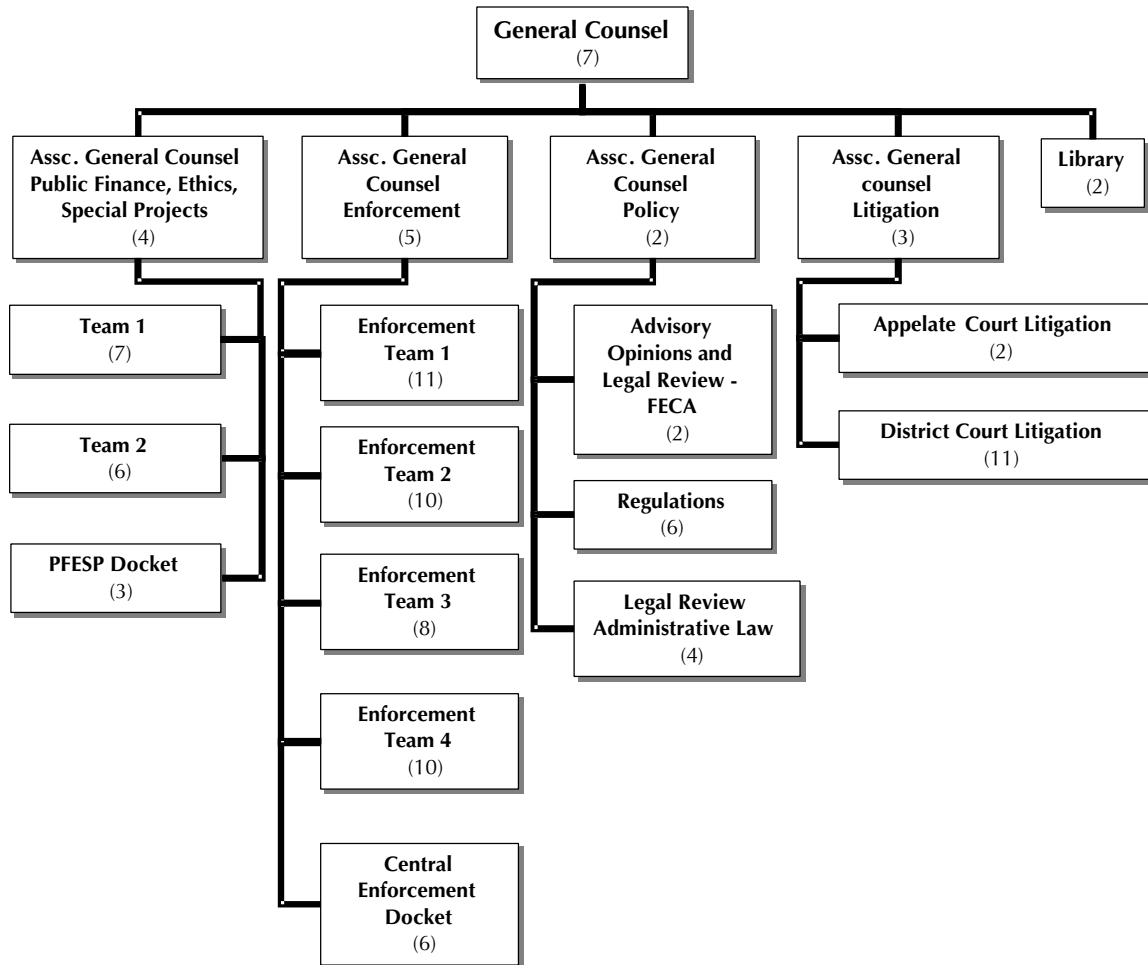 General Counsel
(7)
Assc. General Counsel
Public Finance, Ethics,
Special Projects
(4)
Assc. General
Counsel
Enforcement
(5)
Assc. General
Counsel
Policy
(2)
Assc. General
counsel
Litigation
(3)
Library
(2)
Team 1
(7)
Team 2
(6)
PFESP Docket
(3)
Enforcement
Team 1
(11)
Enforcement
Team 2
(10)
Enforcement
Team 3
(8)
Enforcement
Team 4
(10)
Central
Enforcement
Docket
(6)
Advisory
Opinions and
Legal Review -
FECA
(2)
Regulations
(6)
Legal Review
Administrative Law
(4)
Appelate Court Litigation
(2)
District Court Litigation
(11)